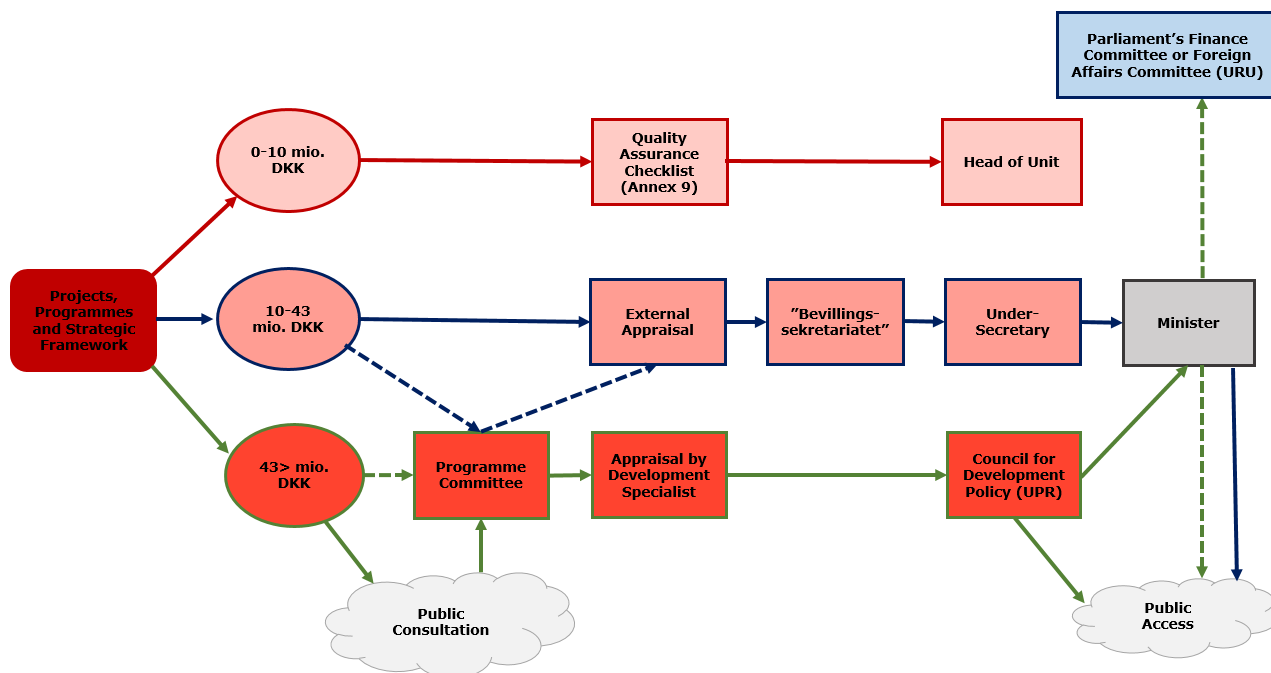 Parliament’s Finance
Committee or Foreign
Affairs Committee (URU)
0-10 mio.
DKK
Quality
Assurance
Checklist
(Annex 9)
Head of Unit
Projects,
Programmes
and Strategic
Framework
10-43
mio. DKK
External
Appraisal
”Bevillings-
sekretariatet”
Under-
Secretary
Minister
43> mio.
DKK
Programme
Committee
Appraisal by
Development
Specialist
Council for
Development
Policy (UPR)
Public
Consultation
Public
Access